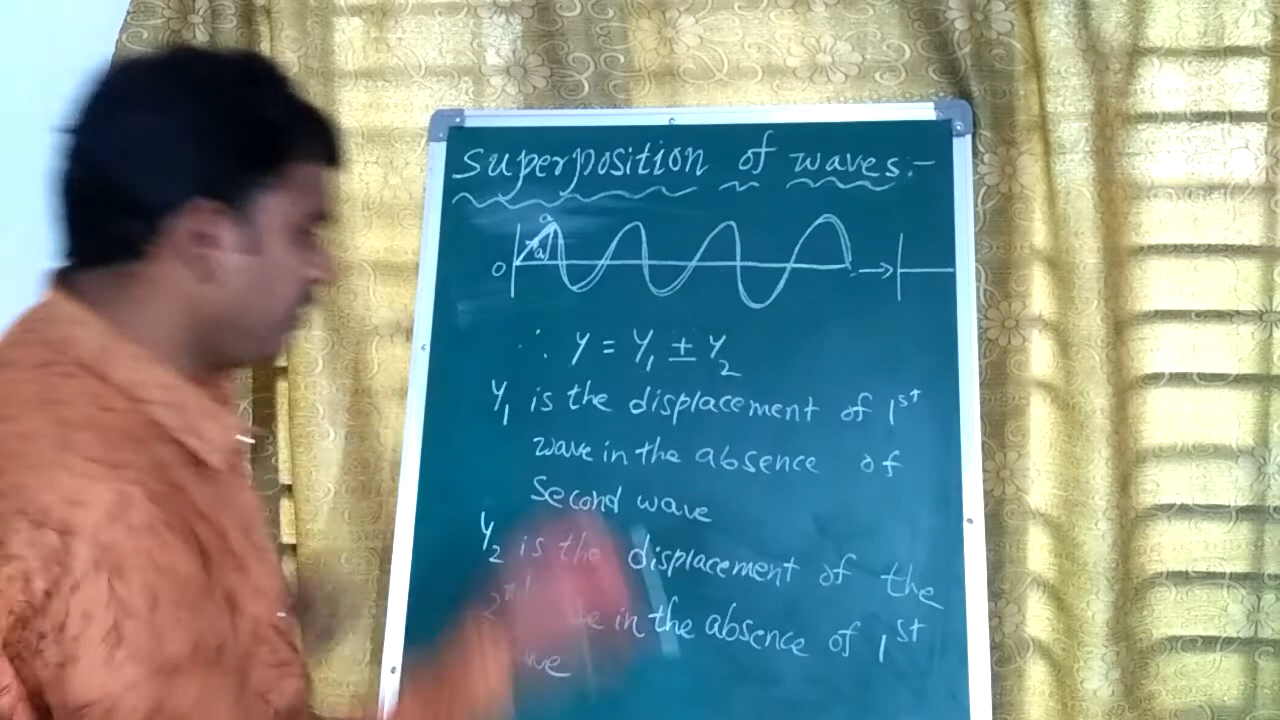 Superposition of waves:-
a
a
0
∴ y = y₁ ± y₂
y₁ is the displacement of 1st
wave in the absence of
Second wave
y₂ is the displacement of the
in the absence of 1st